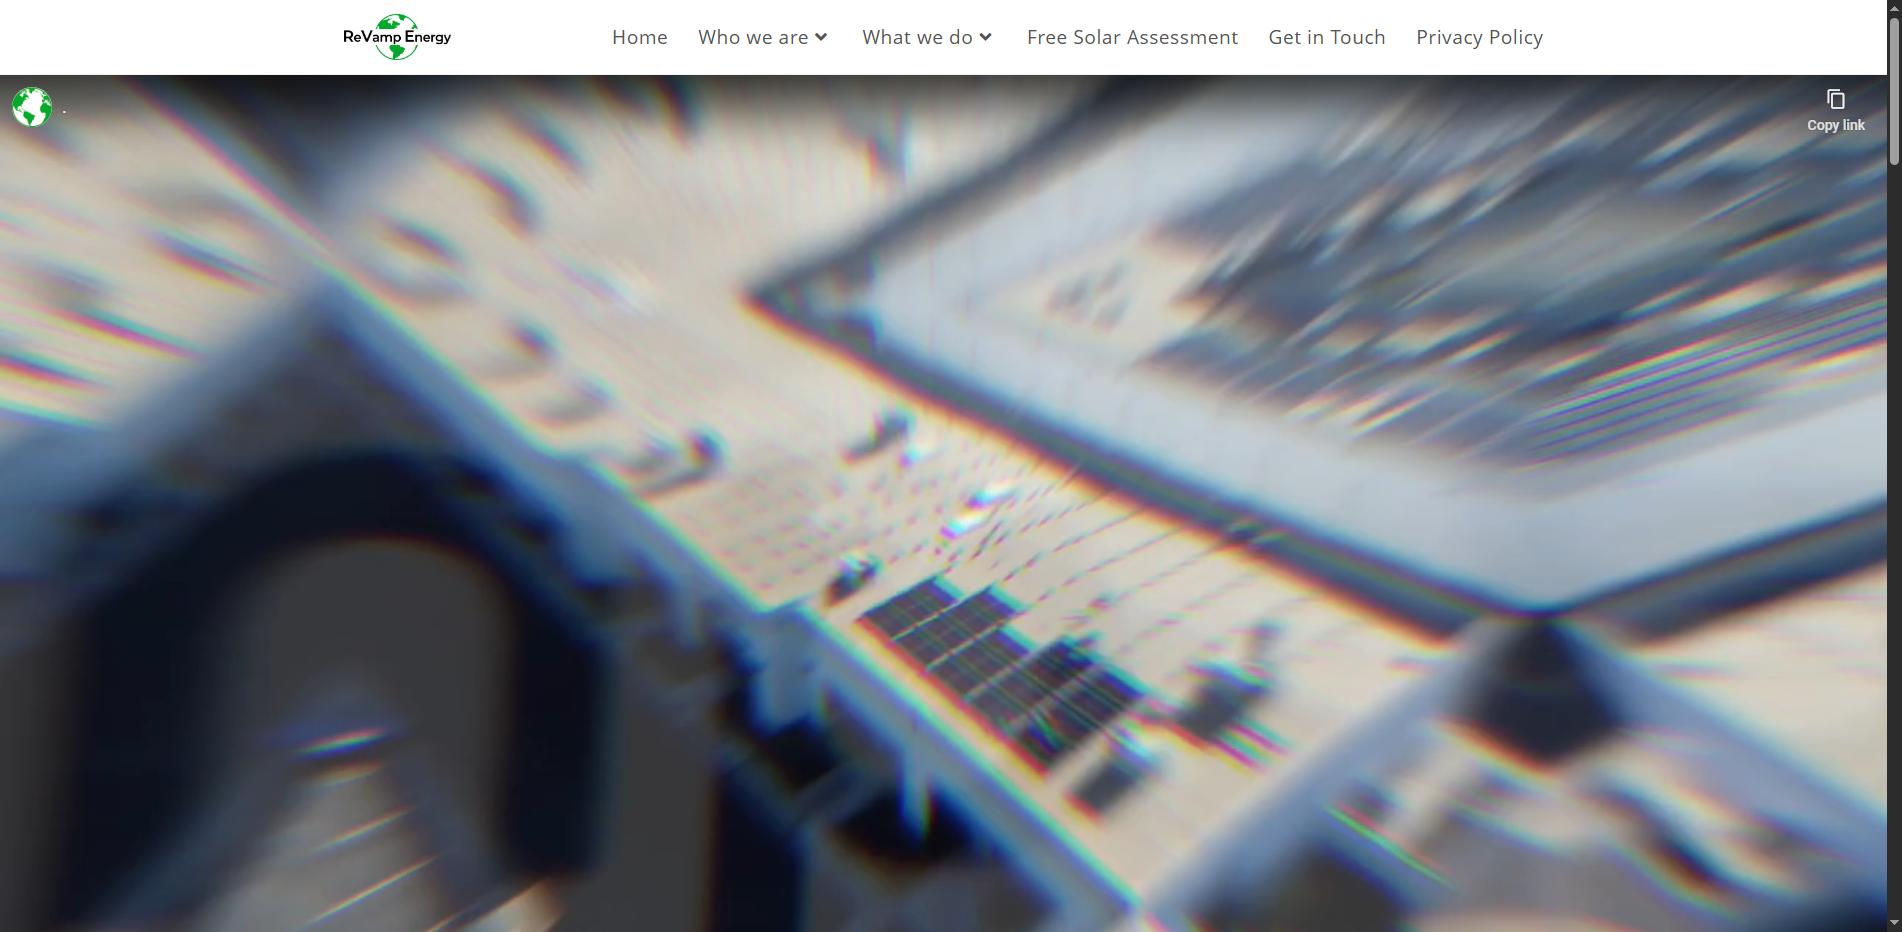 ReVamp Energy
Home
Who we are
What we do
Free Solar Assessment
Get in Touch
Privacy Policy
.
Copy link